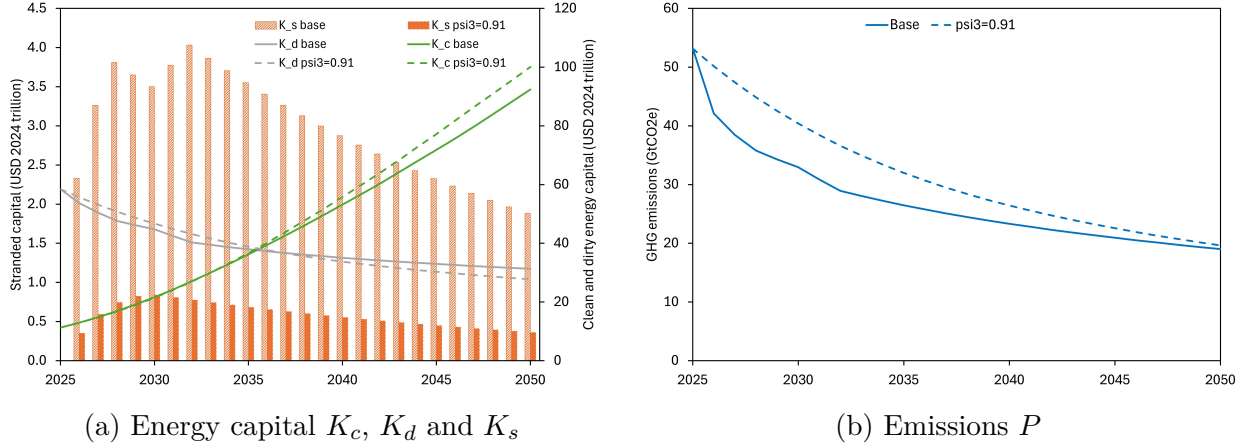 4.5
4.0
3.5
3.0
2.5
2.0
1.5
1.0
0.5
0.0
Stranded capital (USD 2024 trillion)
K_s base
K_s psi3=0.91
K_d base
K_c base
K_d psi3=0.91
K_c psi3=0.91
120
100
80
60
40
20
0
Clean and dirty energy capital (USD 2024 trillion)
2025 2030 2035 2040 2045 2050
(a) Energy capital K_c, K_d and K_s
60
50
40
30
20
10
0
GHG emissions (GtCO2e)
Base psi3=0.91
2025 2030 2035 2040 2045 2050
(b) Emissions P